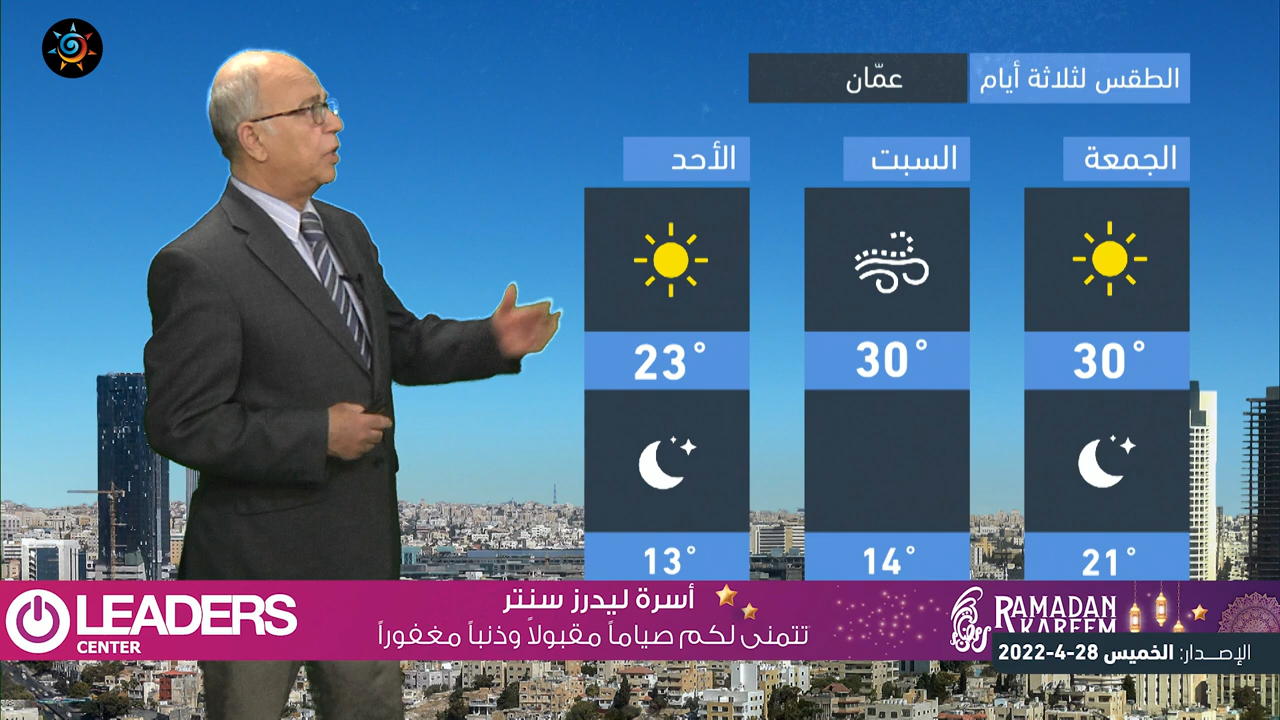 الطقس لثلاثة أيام
عمّان
الجمعة
السبت
الأحد
30°
30°
23°
21°
14°
13°
LEADERS
CENTER
أسرة ليدرز سنتر
تتمنى لكم صياماً مقبولاً وذنباً مغفوراً
RAMADAN
KAREEM
الإصــدار: الخميس 28-4-2022